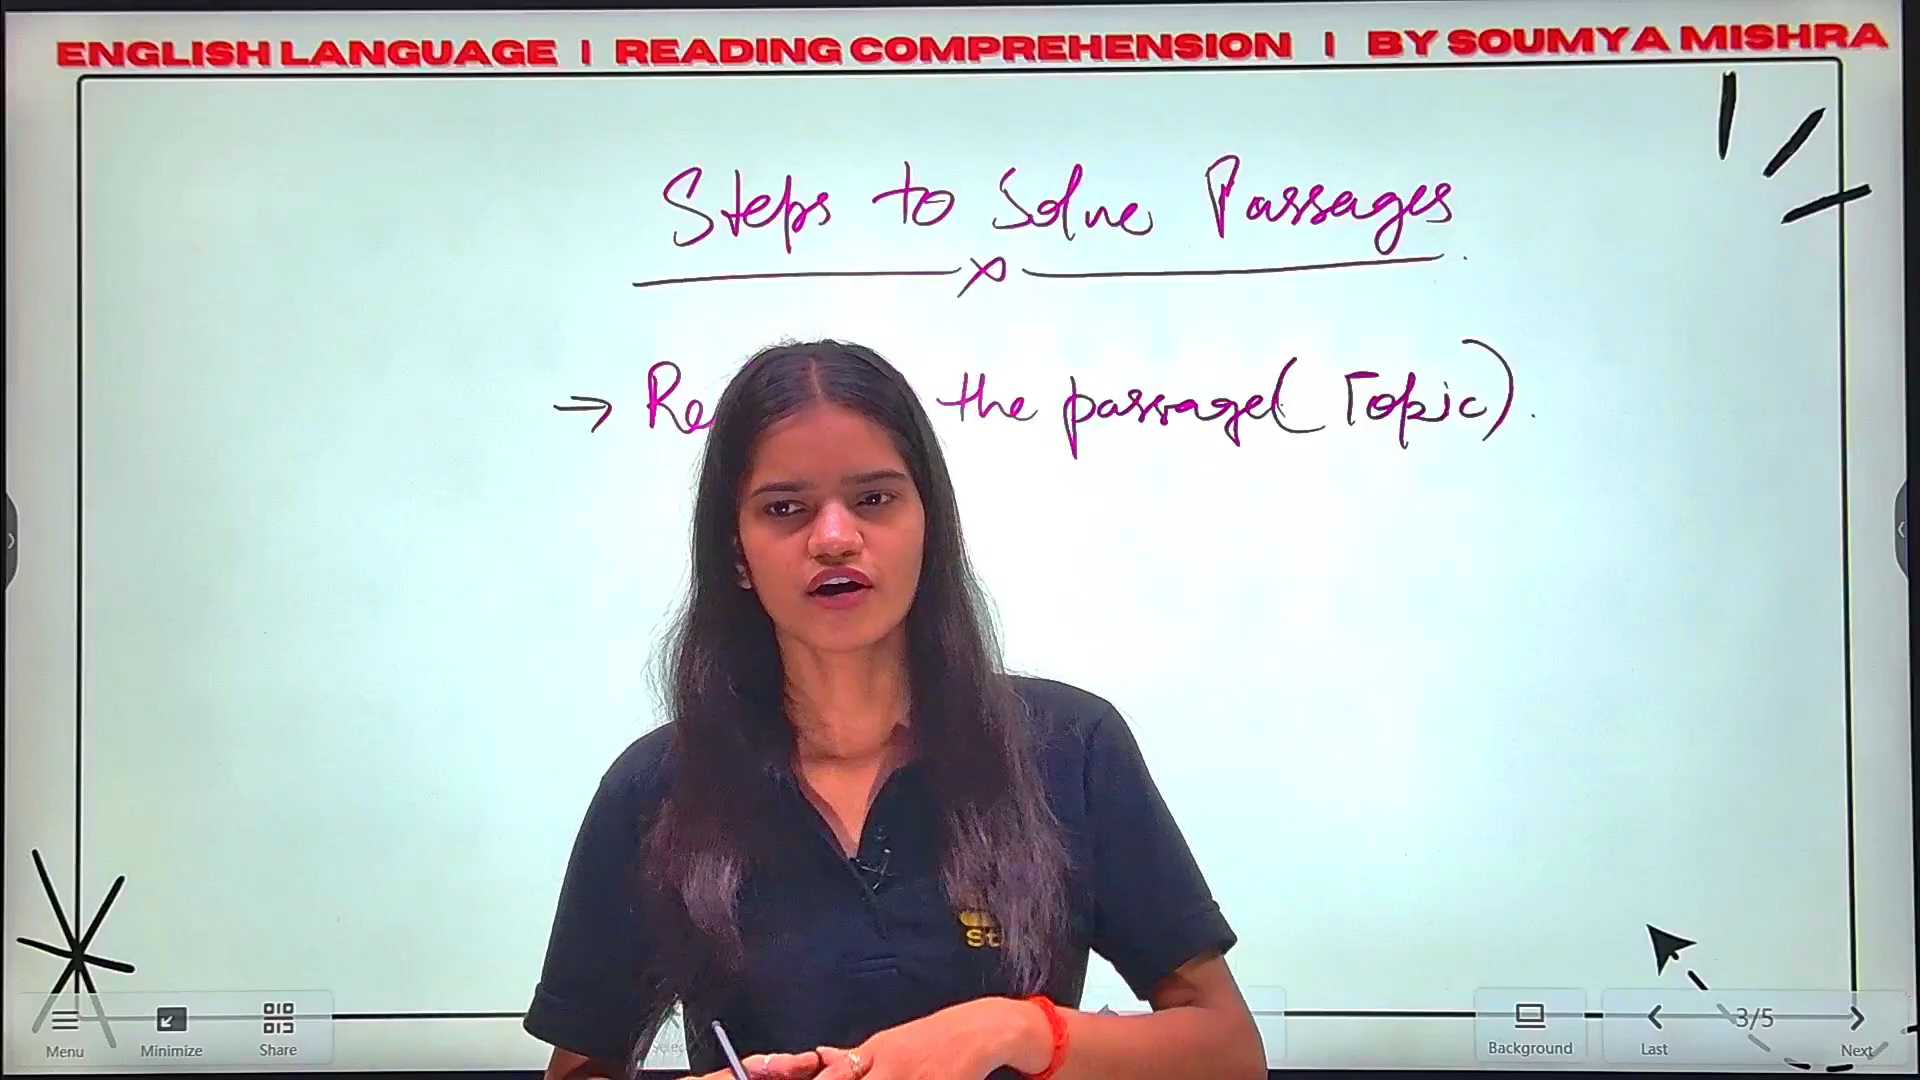 ENGLISH LANGUAGE | READING COMPREHENSION | BY SOUMYA MISHRA
Steps to Solve Passages
→ Re the passage (Topic).
St
Menu
Minimize
Share
Background
Last
3/5
Next